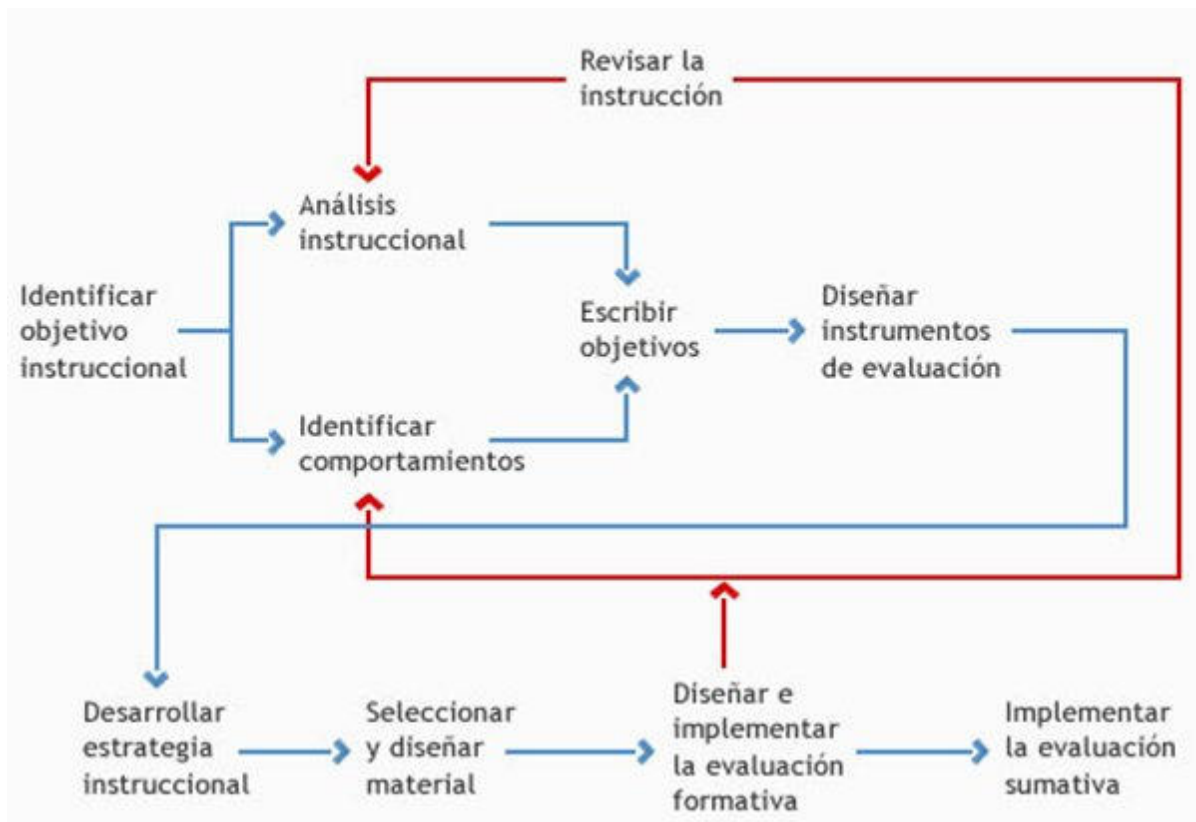 Revisar la
instrucción
Análisis
instruccional
Identificar
objetivo
instruccional
Escribir
objetivos
Diseñar
instrumentos
de evaluación
Identificar
comportamientos
Desarrollar
estrategia
instruccional
Seleccionar
y diseñar
material
Diseñar e
implementar
la evaluación
formativa
Implementar
la evaluación
sumativa